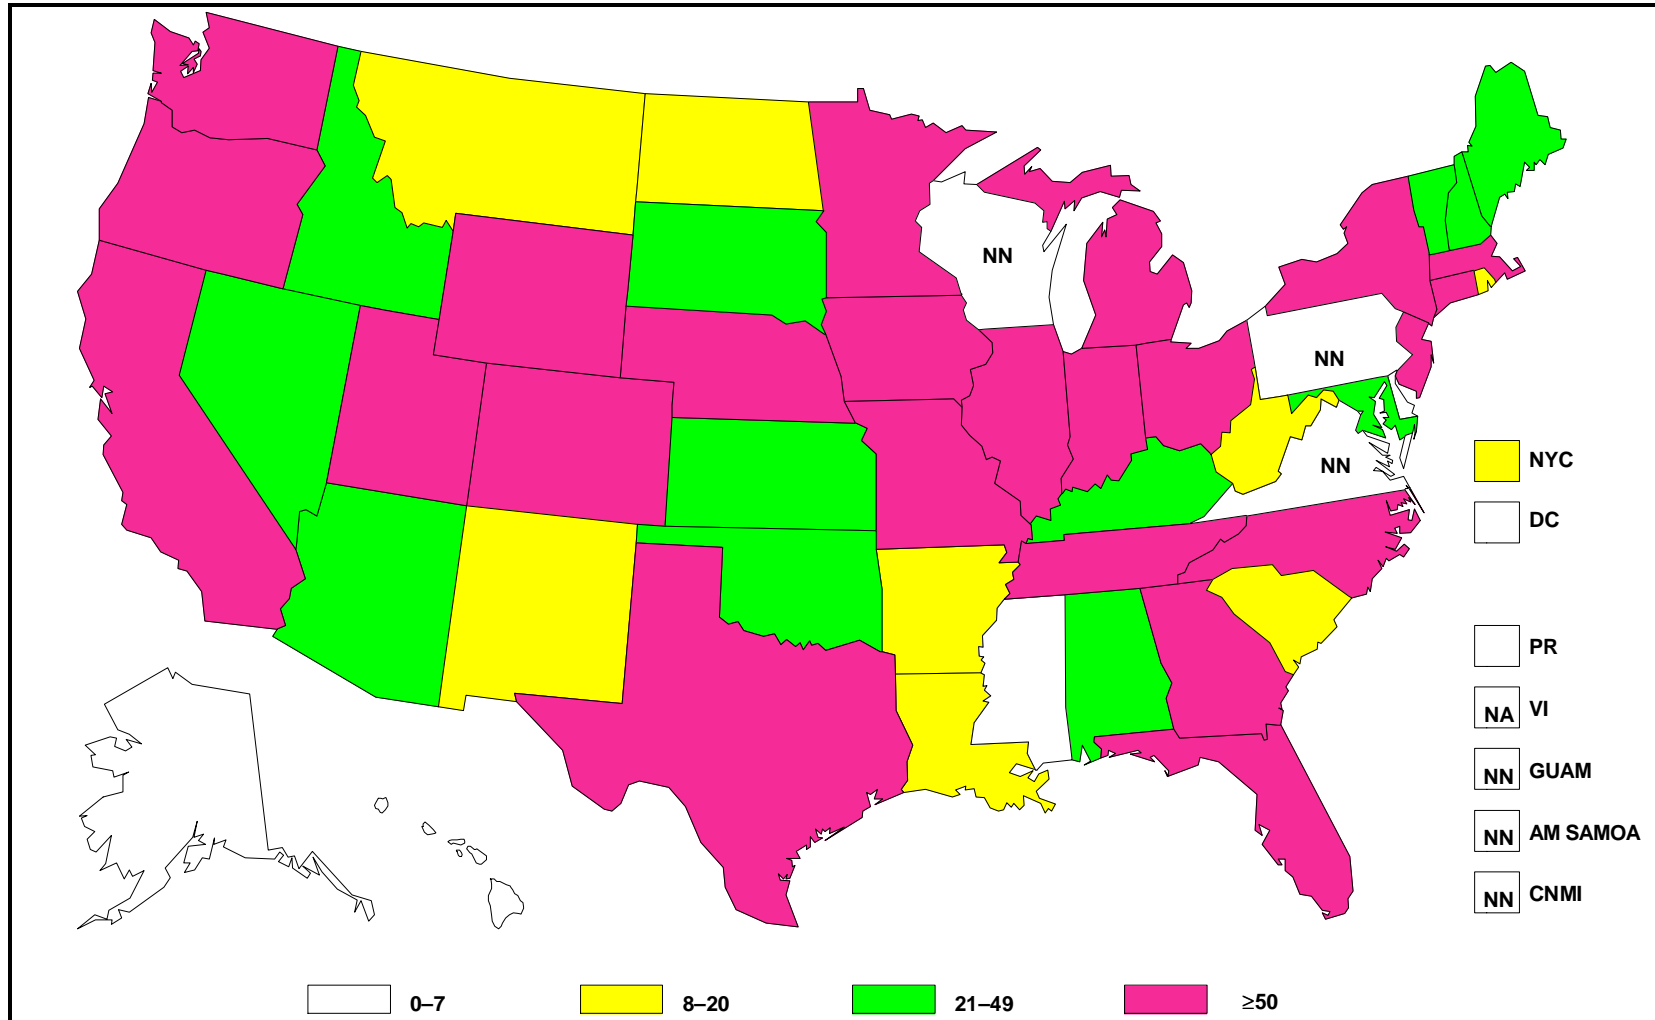 NN
NN
NN
NYC
DC
PR
NA VI
NN GUAM
NN AM SAMOA
NN CNMI
0–7 8–20 21–49 ≥50